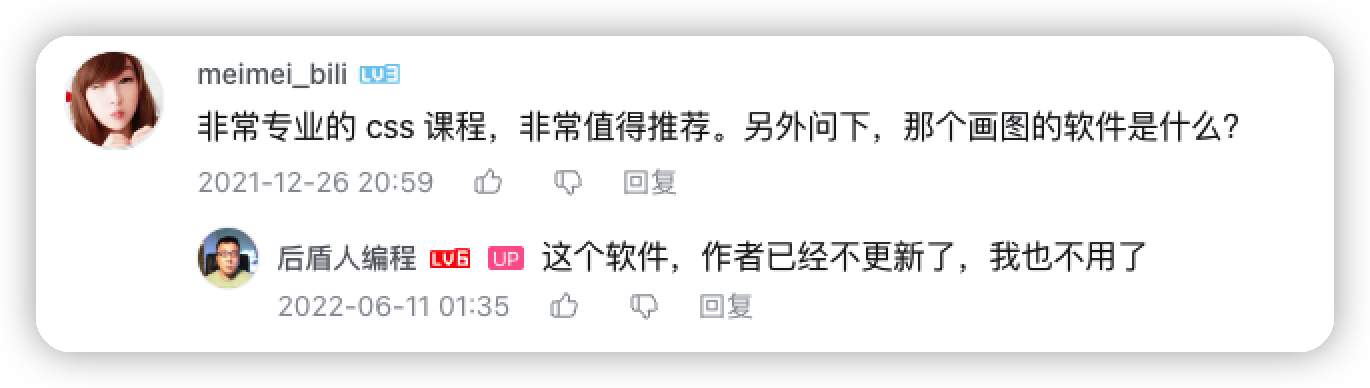 meimei_bili LV3
非常专业的 css 课程，非常值得推荐。另外问下，那个画图的软件是什么？
2021-12-26 20:59 回复
后盾人编程 LV6 UP 这个软件，作者已经不更新了，我也不用了
2022-06-11 01:35 回复